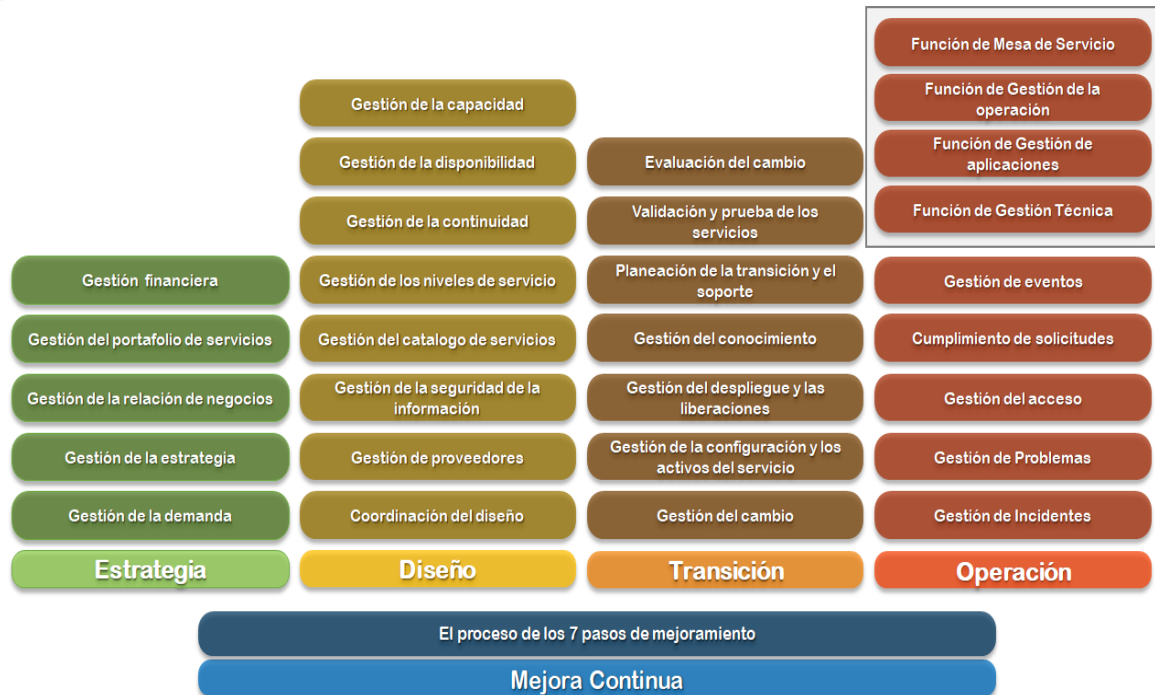 Gestión financiera
Gestión del portafolio de servicios
Gestión de la relación de negocios
Gestión de la estrategia
Gestión de la demanda
Estrategia
Gestión de la capacidad
Gestión de la disponibilidad
Gestión de la continuidad
Gestión de los niveles de servicio
Gestión del catalogo de servicios
Gestión de la seguridad de la
información
Gestión de proveedores
Coordinación del diseño
Diseño
Evaluación del cambio
Validación y prueba de los
servicios
Planeación de la transición y el
soporte
Gestión del conocimiento
Gestión del despliegue y las
liberaciones
Gestión de la configuración y los
activos del servicio
Gestión del cambio
Transición
Función de Mesa de Servicio
Función de Gestión de la
operación
Función de Gestión de
aplicaciones
Función de Gestión Técnica
Gestión de eventos
Cumplimiento de solicitudes
Gestión del acceso
Gestión de Problemas
Gestión de Incidentes
Operación
El proceso de los 7 pasos de mejoramiento
Mejora Continua